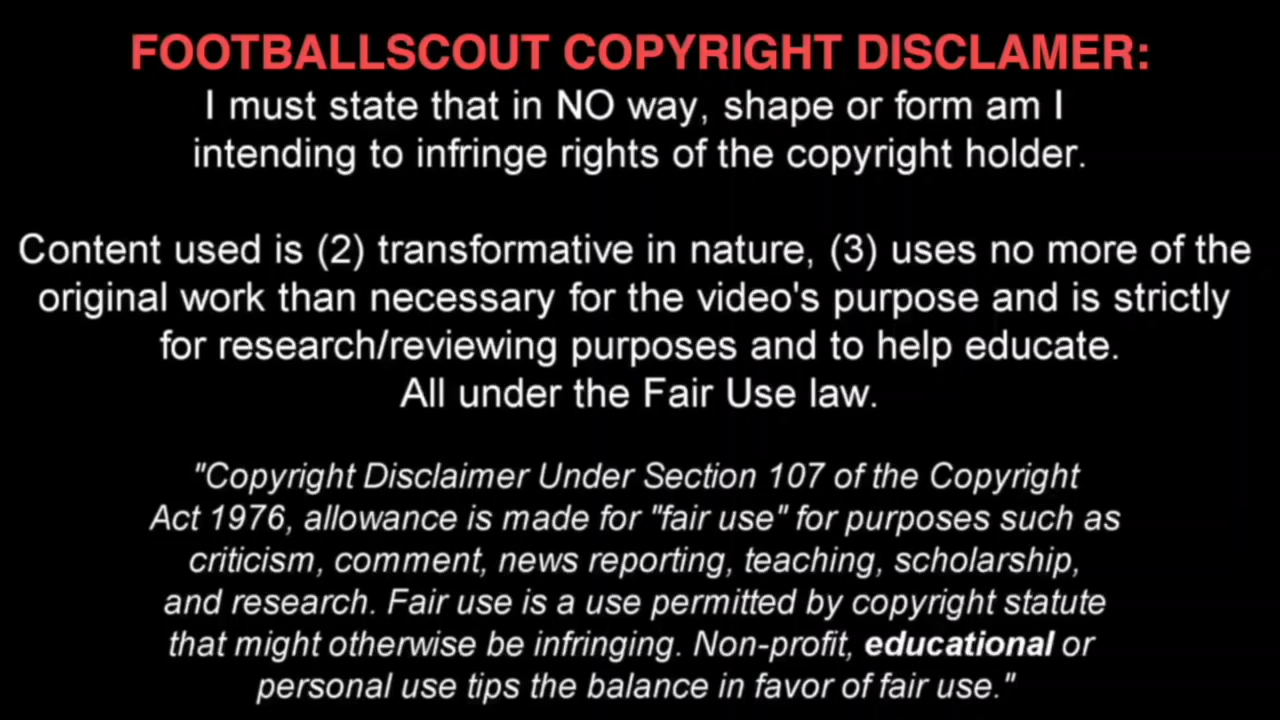 FOOTBALLSCOUT COPYRIGHT DISCLAMER:
I must state that in NO way, shape or form am I
intending to infringe rights of the copyright holder.
Content used is (2) transformative in nature, (3) uses no more of the
original work than necessary for the video's purpose and is strictly
for research/reviewing purposes and to help educate.
All under the Fair Use law.
"Copyright Disclaimer Under Section 107 of the Copyright
Act 1976, allowance is made for "fair use" for purposes such as
criticism, comment, news reporting, teaching, scholarship,
and research. Fair use is a use permitted by copyright statute
that might otherwise be infringing. Non-profit, educational or
personal use tips the balance in favor of fair use."